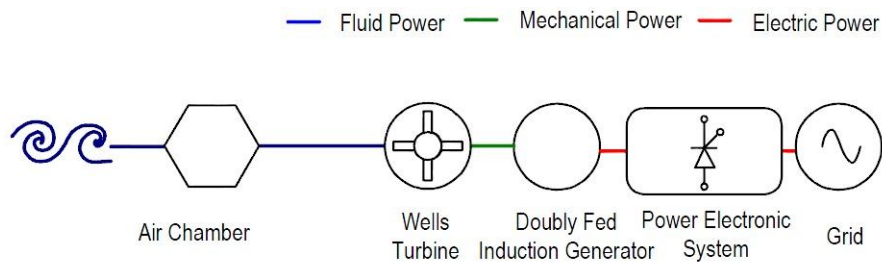 Fluid Power Mechanical Power Electric Power
Air Chamber
Wells
Turbine
Doubly Fed
Induction Generator
Power Electronic
System
Grid